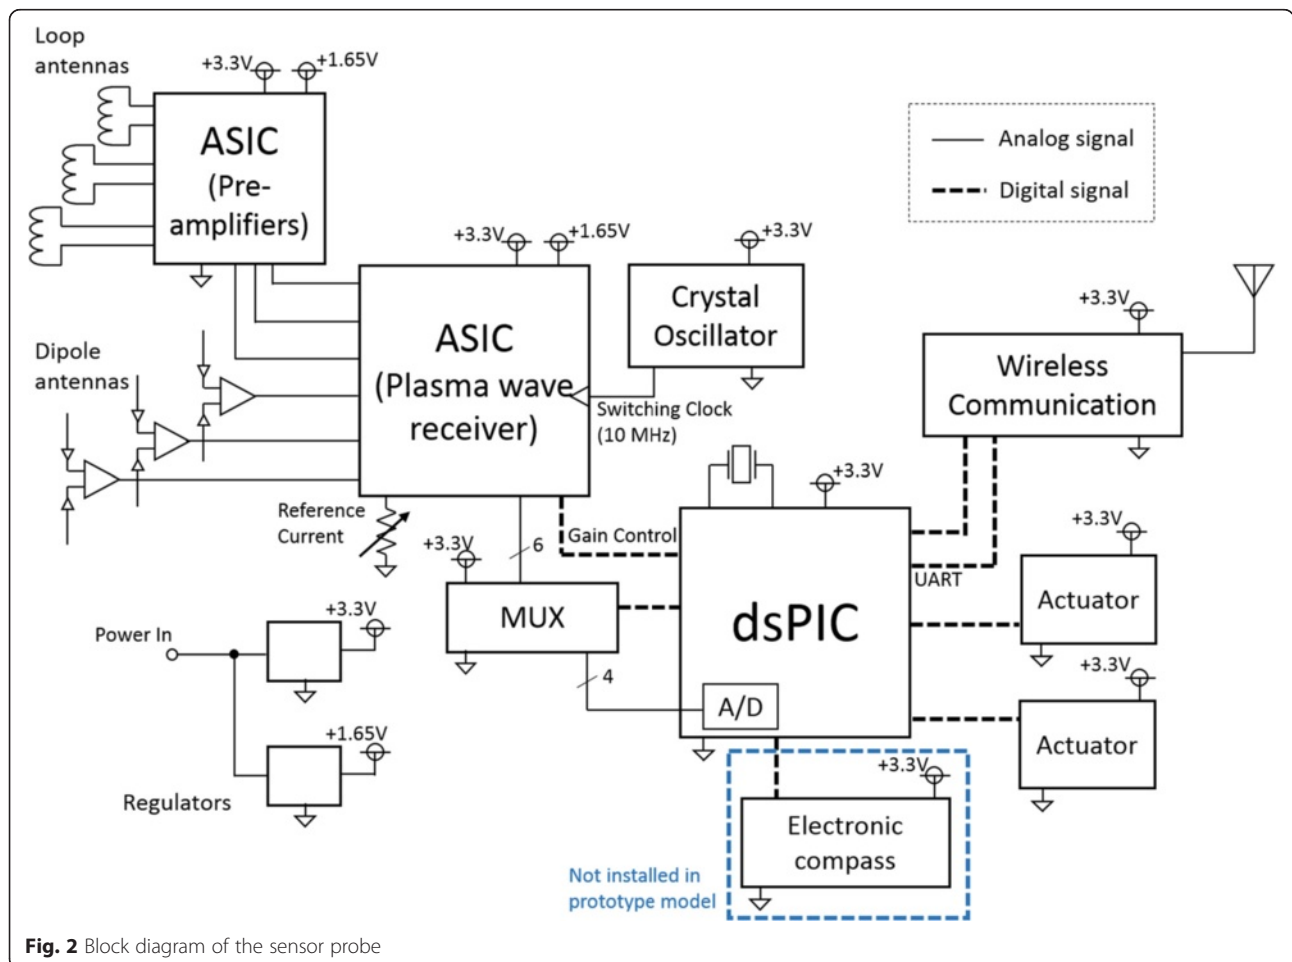 Loop
antennas
+3.3V
+1.65V
ASIC
(Pre-
amplifiers)
Analog signal
Digital signal
+3.3V
+1.65V
+3.3V
Crystal
Oscillator
ASIC
(Plasma wave
receiver)
Switching Clock
(10 MHz)
Dipole
antennas
+3.3V
Wireless
Communication
Reference
Current
+3.3V
6
Gain Control
+3.3V
UART
+3.3V
Actuator
MUX
dsPIC
4
A/D
+3.3V
Actuator
Power In
+3.3V
+1.65V
Regulators
+3.3V
Electronic
compass
Not installed in
prototype model
Fig. 2 Block diagram of the sensor probe